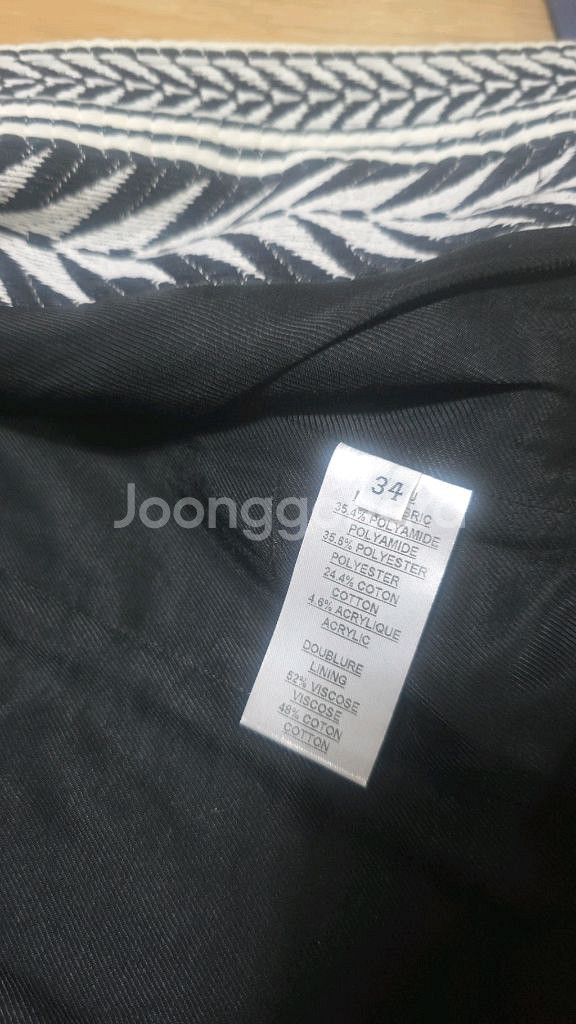 34
BRIC
35.4% POLYAMIDE
POLYAMIDE
35.6% POLYESTER
POLYESTER
24.4% COTON
COTTON
4.6% ACRYLIQUE
ACRYLIC
DOUBLURE
LINING
52% VISCOSE
VISCOSE
48% COTON
COTTON
Joongg